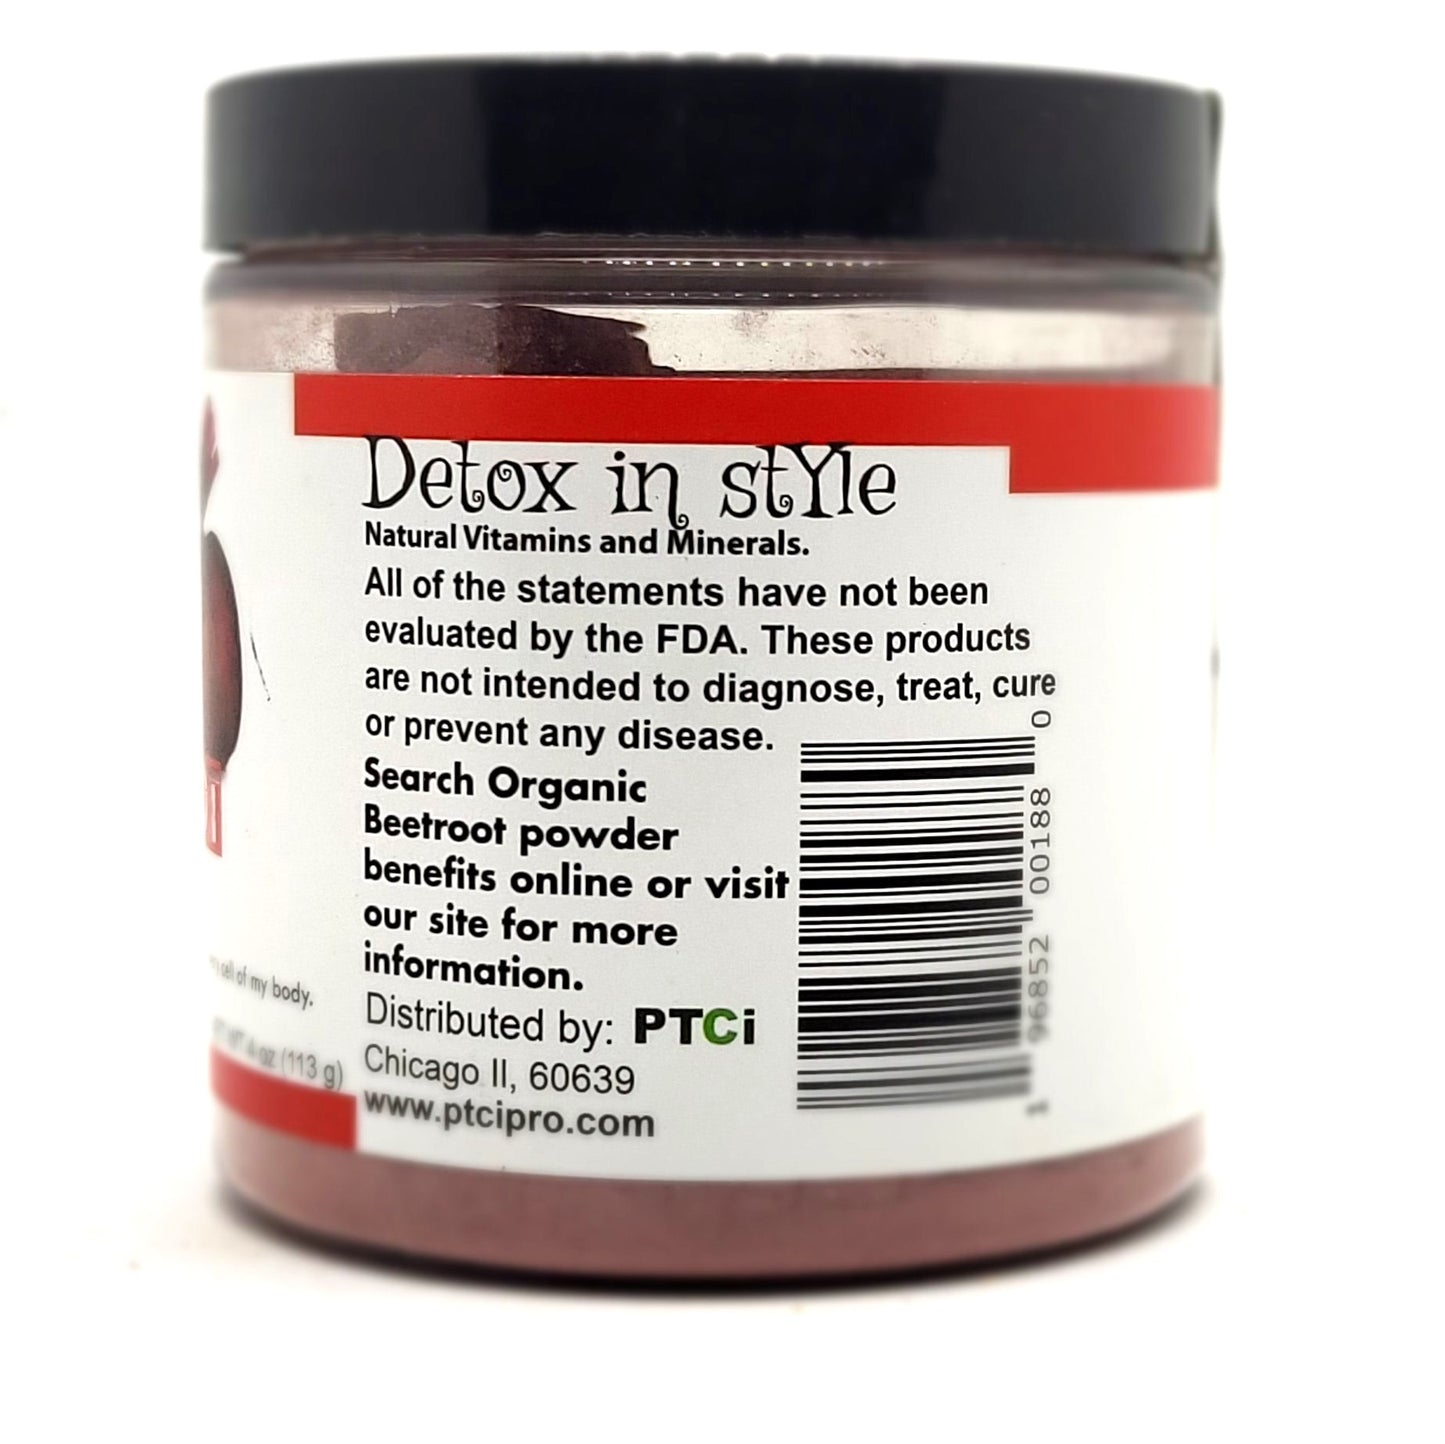 Detox in stYle
Natural Vitamins and Minerals.
All of the statements have not been
evaluated by the FDA. These products
are not intended to diagnose, treat, cure
or prevent any disease.
Search Organic
Beetroot powder
benefits online or visit
our site for more
information.
Distributed by: PTCi
Chicago Il, 60639
www.ptcipro.com
1 96852 00188 0
cell of my body.
4 oz (113 g)